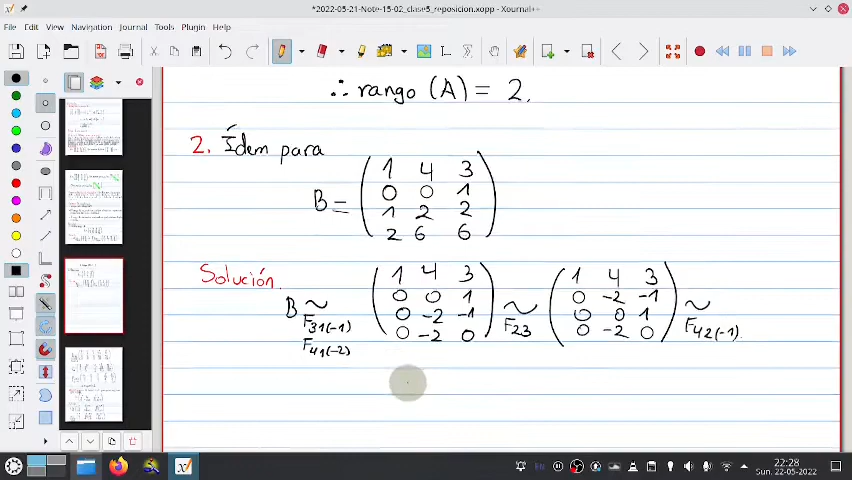 *2022-05-21-Note-15-02_clase5_reposicion.xopp - Xournal++
File Edit View Navigation Journal Tools Plugin Help
∴ rango (A) = 2.
2. Ídem para
B = ( 1 4 3
0 0 1
1 2 2
2 6 6 )
Solución.
B ~ F31(-1) F41(-2) ( 1 4 3
0 0 1
0 -2 -1
0 -2 0 ) ~ F23 ( 1 4 3
0 -2 -1
0 0 1
0 -2 0 ) ~ F42(-1)
22:28
Sun. 22-05-2022